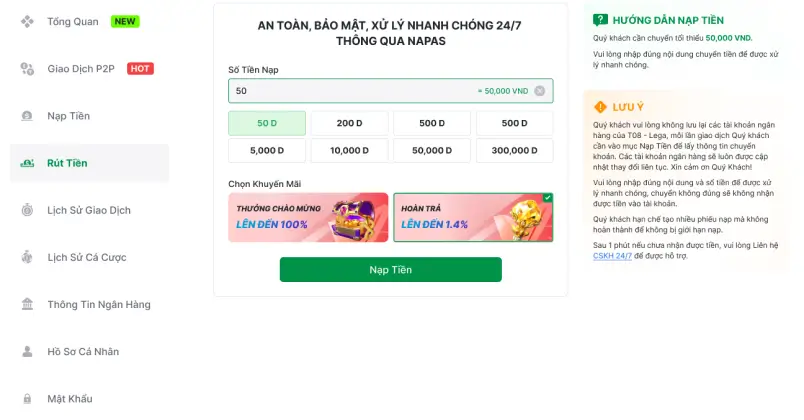 Tổng Quan NEW
Giao Dịch P2P HOT
Nạp Tiền
Rút Tiền
Lịch Sử Giao Dịch
Lịch Sử Cá Cược
Thông Tin Ngân Hàng
Hồ Sơ Cá Nhân
Mật Khẩu
AN TOÀN, BẢO MẬT, XỬ LÝ NHANH CHÓNG 24/7
THÔNG QUA NAPAS
Số Tiền Nạp
50 = 50,000 VND
50 D 200 D 500 D 500 D
5,000 D 10,000 D 50,000 D 300,000 D
Chọn Khuyến Mãi
THƯỞNG CHÀO MỪNG
LÊN ĐẾN 100%
HOÀN TRẢ
LÊN ĐẾN 1.4%
Nạp Tiền
HƯỚNG DẪN NẠP TIỀN
Quý khách cần chuyển tối thiểu 50,000 VND.
Vui lòng nhập đúng nội dung chuyển tiền để được xử
lý nhanh chóng.
LƯU Ý
Quý khách vui lòng không lưu lại các tài khoản ngân
hàng của T08 - Lega, mỗi lần giao dịch Quý khách
cần vào mục Nạp Tiền để lấy thông tin chuyển
khoản. Các tài khoản ngân hàng sẽ luôn được cập
nhật thay đổi liên tục. Xin cảm ơn Quý Khách!
Vui lòng nhập đúng nội dung và số tiền để được xử
lý nhanh chóng, chuyển không đúng sẽ không nhận
được tiền vào tài khoản.
Quý khách hạn chế tạo nhiều phiếu nạp mà không
hoàn thành để không bị giới hạn nạp.
Sau 1 phút nếu chưa nhận được tiền, vui lòng Liên hệ
CSKH 24/7 để được hỗ trợ.